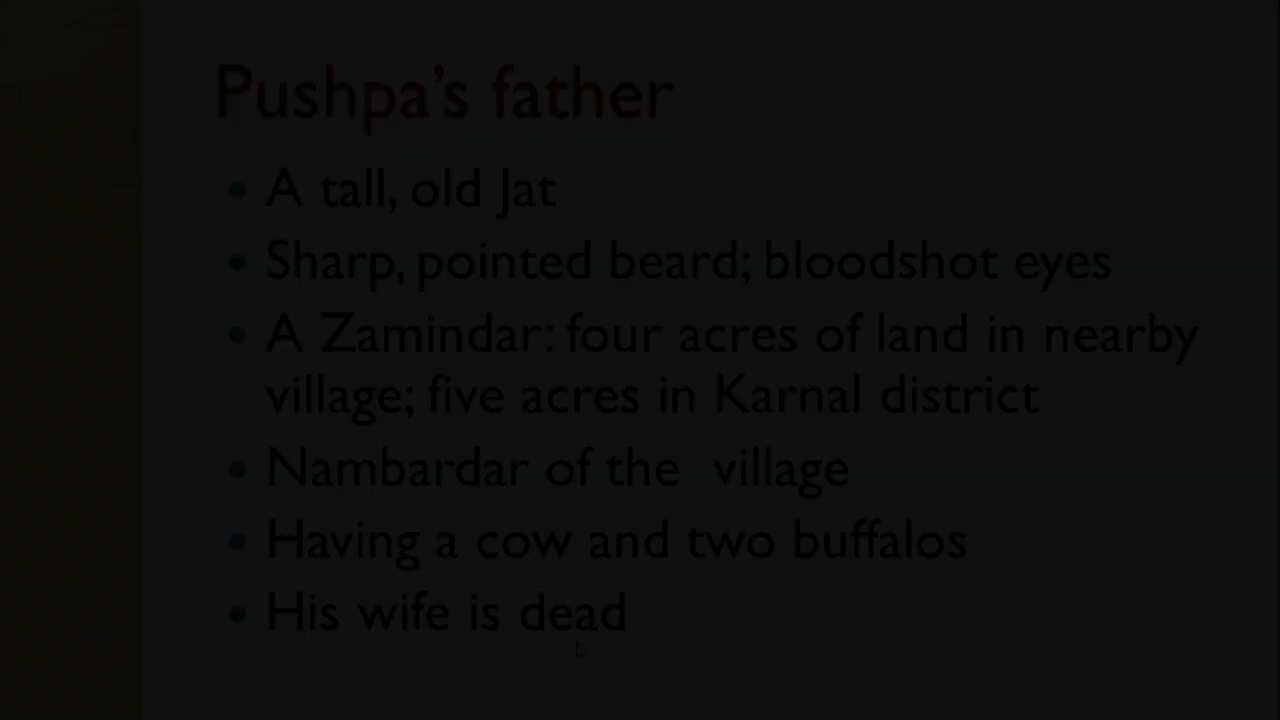 Pushpa's father
• A tall, old Jat
• Sharp, pointed beard; bloodshot eyes
• A Zamindar: four acres of land in nearby
village; five acres in Karnal district
• Nambardar of the village
• Having a cow and two buffalos
• His wife is dead